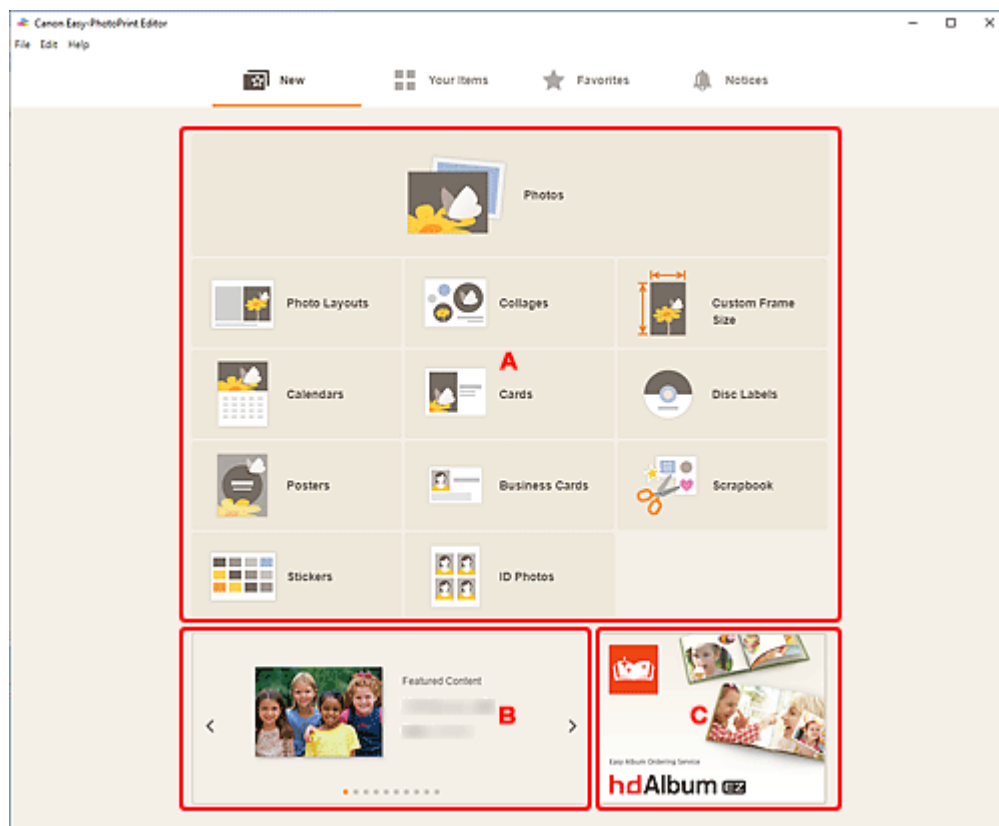 Canon Easy-PhotoPrint Editor
File Edit Help
New Your Items Favorites Notices
Photos
Photo Layouts Collages Custom Frame
Size
A
Calendars Cards Disc Labels
Posters Business Cards Scrapbook
Stickers ID Photos
Featured Content
B
C
Easy Album Ordering Service
hdAlbum EZ